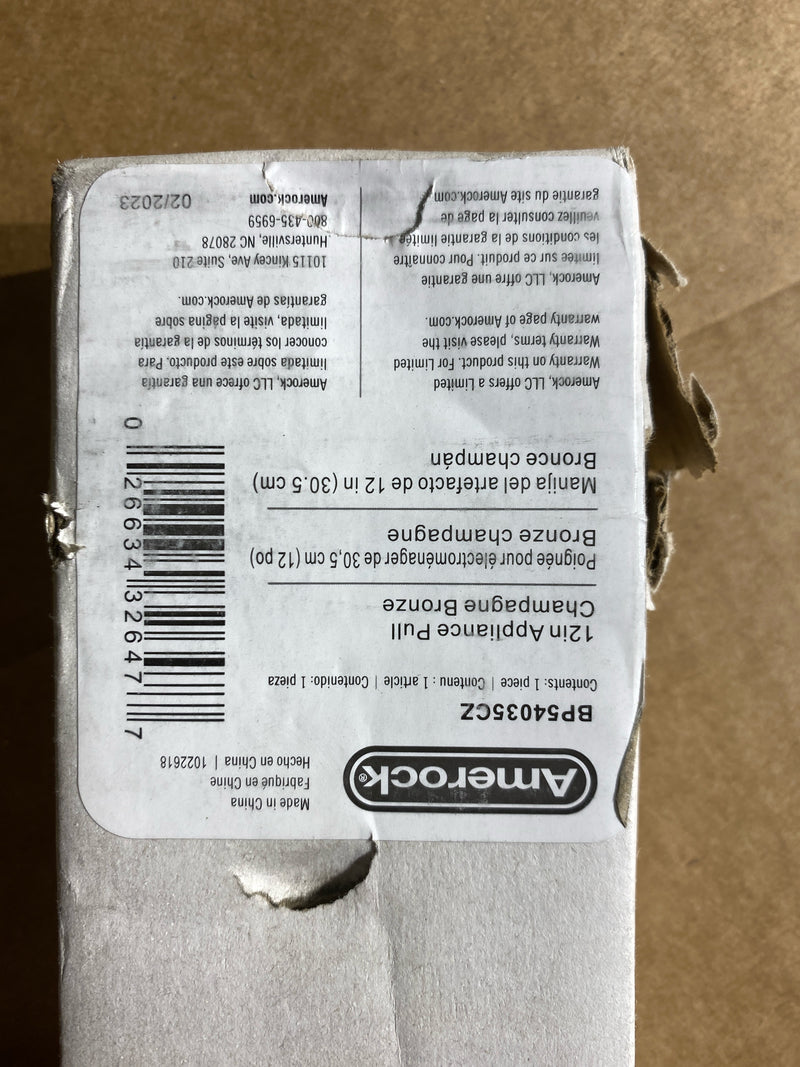 Amerock®
Made in China
Fabriqué en Chine
Hecho en China | 1022618
BP54035CZ
Contents: 1 piece | Contenu : 1 article | Contenido: 1 pieza
12in Appliance Pull
Champagne Bronze
Poignée pour électroménager de 30,5 cm (12 po)
Bronze champagne
Manija del artefacto de 12 in (30.5 cm)
Bronce champán
0 26634 32647 7
Amerock, LLC offers a Limited
Warranty on this product. For Limited
Warranty terms, please visit the
warranty page of Amerock.com.
Amerock, LLC offre une garantie
limitée sur ce produit. Pour connaître
les conditions de la garantie limitée,
veuillez consulter la page de
garantie du site Amerock.com.
Amerock, LLC ofrece una garantía
limitada sobre este producto. Para
conocer los términos de la garantía
limitada, visite la página sobre
garantías de Amerock.com.
10115 Kincey Ave, Suite 210
Huntersville, NC 28078
800-435-6959
Amerock.com
02/2023